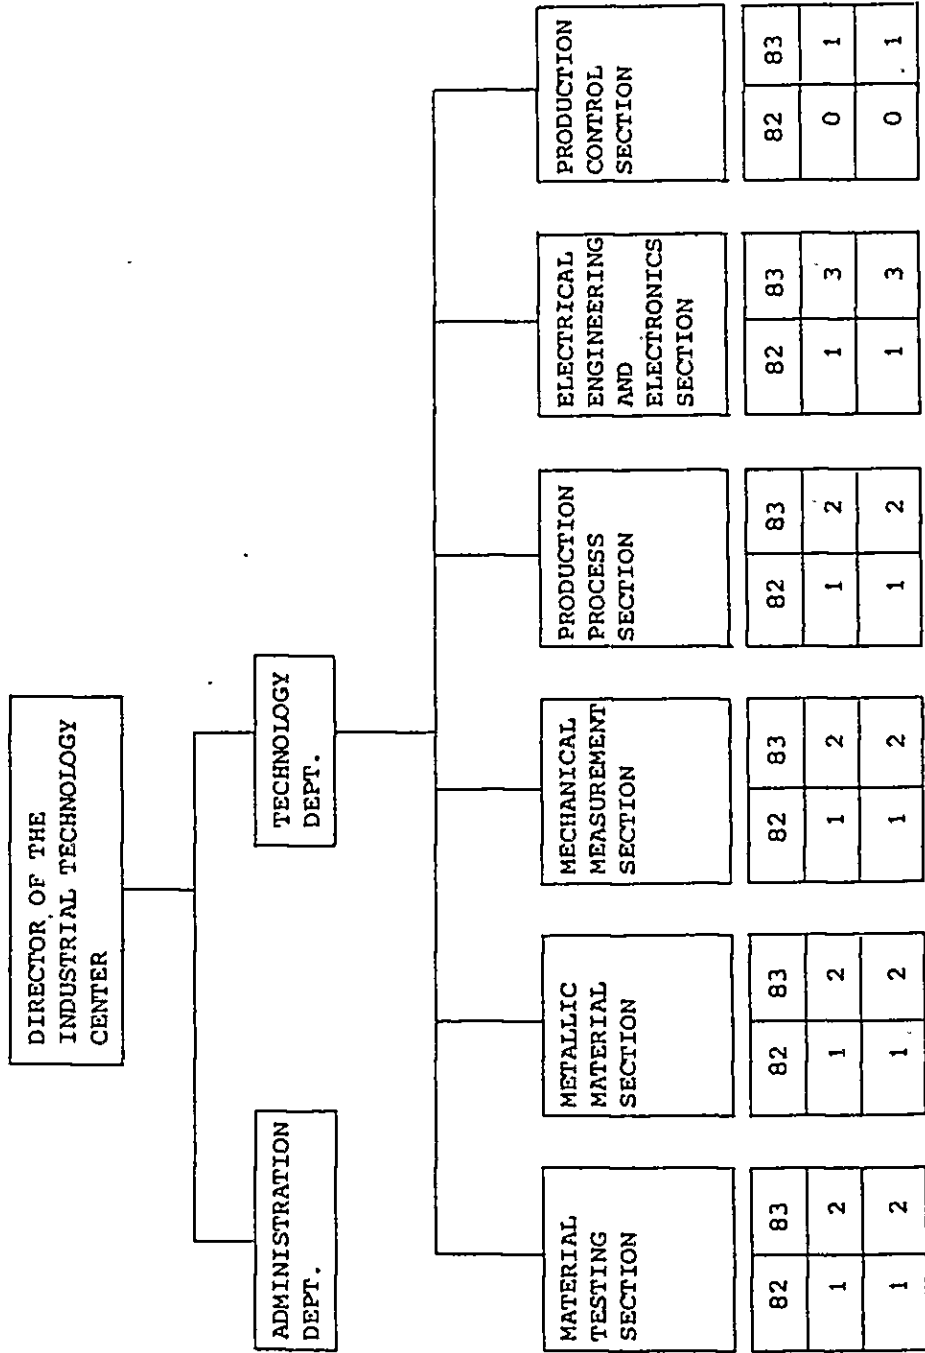 DIRECTOR OF THE
INDUSTRIAL TECHNOLOGY
CENTER
ADMINISTRATION
DEPT.
TECHNOLOGY
DEPT.
MATERIAL
TESTING
SECTION
METALLIC
MATERIAL
SECTION
MECHANICAL
MEASUREMENT
SECTION
PRODUCTION
PROCESS
SECTION
ELECTRICAL
ENGINEERING
AND
ELECTRONICS
SECTION
PRODUCTION
CONTROL
SECTION
82 83 82 83 82 83 82 83 82 83 82 83
1 2 1 2 1 2 1 2 1 3 0 1
1 2 1 2 1 2 1 2 1 3 0 1